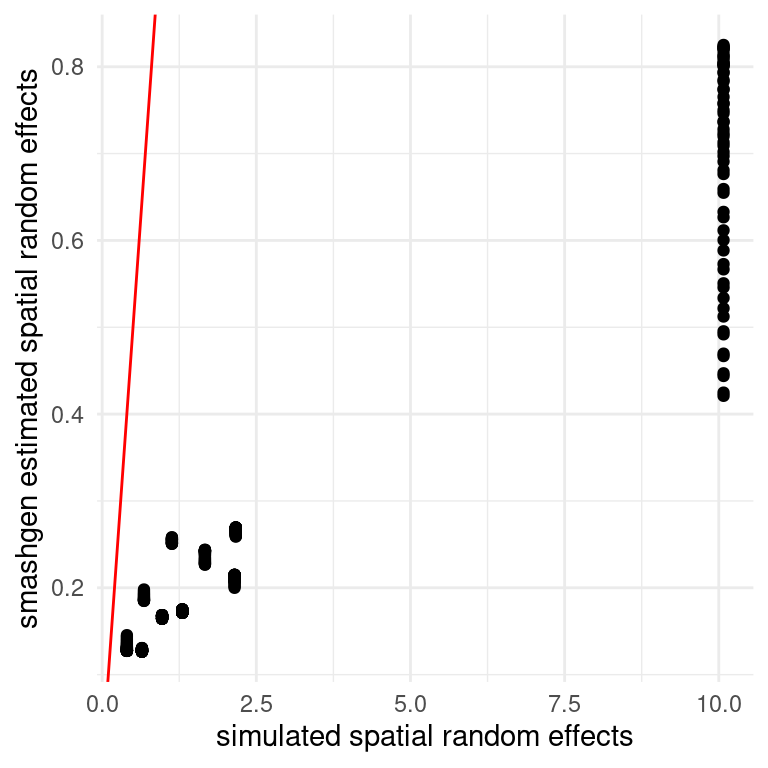 smashgen estimated spatial random effects
0.8
0.6
0.4
0.2
0.0 2.5 5.0 7.5 10.0
simulated spatial random effects